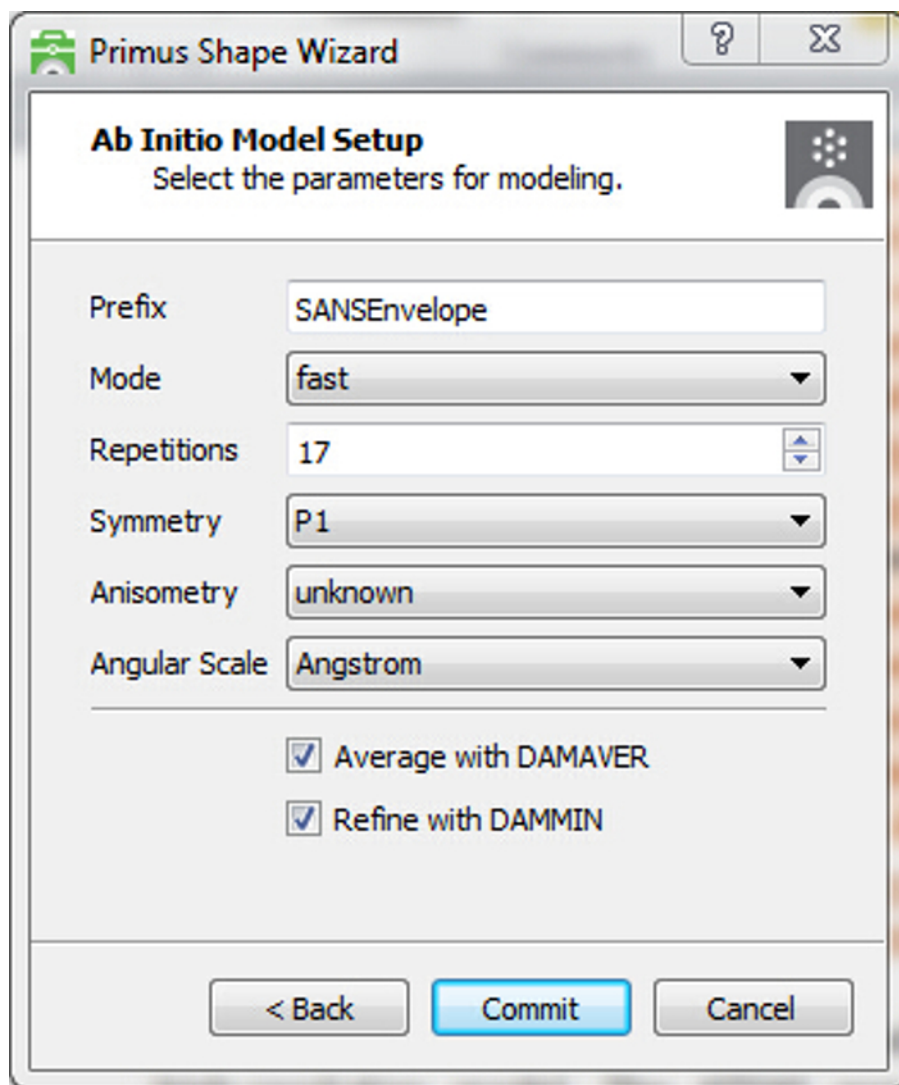 Primus Shape Wizard
Ab Initio Model Setup
Select the parameters for modeling.
Prefix SANSEnvelope
Mode fast
Repetitions 17
Symmetry P1
Anisometry unknown
Angular Scale Angstrom
Average with DAMAVER
Refine with DAMMIN
< Back Commit Cancel